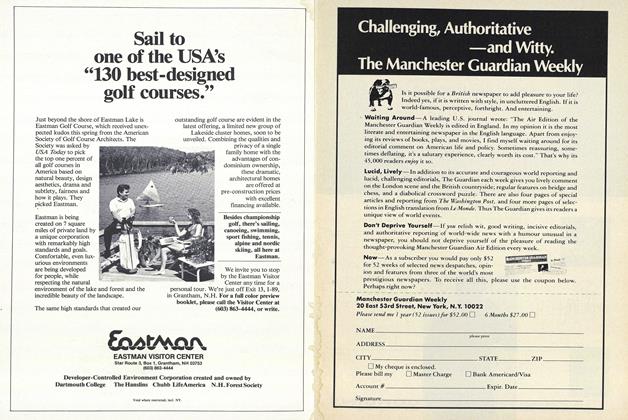 Sail to
one of the USA's
“130 best-designed
golf courses.”
Just beyond the shore of Eastman Lake is
Eastman Golf Course, which received unex-
pected kudos this spring from the American
Society of Golf Course Architects. The
Society was asked by
USA Today to pick
the top one percent of
all golf courses in
America based on
natural beauty, design
aesthetics, drama and
subtlety, fairness and
how it plays. They
picked Eastman.
Eastman is being
created on 7 square
miles of private land by
a unique corporation
with remarkably high
standards and goals.
Comfortable, even lux-
urious environments
are being developed
for people, while
respecting the natural
environment of the lake and forest and the
incredible beauty of the landscape.
The same high standards that created our
outstanding golf course are evident in the
latest offering, a limited new group of
Lakeside cluster homes, soon to be
unveiled. Combining the qualities and
privacy of a single
family home with the
advantages of con-
dominium ownership,
these dramatic,
architectural homes
are offered at
pre-construction prices
with excellent
financing available.
Besides championship
golf, there's sailing,
canoeing, swimming,
sport fishing, tennis,
alpine and nordic
skiing, all here at
Eastman.
We invite you to stop
by the Eastman Visitor
Center any time for a
personal tour. We're just off Exit 13, I-89,
in Grantham, N.H. For a full color preview
booklet, please call the Visitor Center at
(603) 863-4444, or write.
Eastman
EASTMAN VISITOR CENTER
Star Route 3, Box 1, Grantham, NH 03753
(603) 863-4444
Developer-Controlled Environment Corporation created and owned by
Dartmouth College The Hanslins Chubb LifeAmerica N.H. Forest Society
Void where restricted, incl. NY.
Challenging, Authoritative
—and Witty.
The Manchester Guardian Weekly
Is it possible for a British newspaper to add pleasure to your life?
Indeed yes, if it is written with style, in uncluttered English. If it is
world-famous, perceptive, forthright. And entertaining.
Waiting Around—A leading U.S. journal wrote: “The Air Edition of the
Manchester Guardian Weekly is edited in England. In my opinion it is the most
literate and entertaining newspaper in the English language. Apart from enjoy-
ing its reviews of books, plays, and movies, I find myself waiting around for its
editorial comment on American life and policy. Sometimes reassuring, some-
times deflating, it's a salutary experience, clearly worth its cost.” That's why its
45,000 readers enjoy it so.
Lucid, Lively—In addition to its accurate and courageous world reporting and
lucid, challenging editorials, The Guardian each week gives you lively comment
on the London scene and the British countryside; regular features on bridge and
chess, and a diabolical crossword puzzle. There are also four pages of special
articles and reporting from The Washington Post, and four more pages of selec-
tions in English translation from Le Monde. Thus The Guardian gives its readers a
unique view of world events.
Don't Deprive Yourself—If you relish wit, good writing, incisive editorials,
and authoritative reporting of world-wide news with a humour unusual in a
newspaper, you should not deprive yourself of the pleasure of reading the
thought-provoking Manchester Guardian Air Edition every week.
Now—As a subscriber you would pay only $52
for 52 weeks of selected news despatches, opin-
ion and features from three of the world's most
prestigious newspapers. To receive all this, please use the coupon below.
Perhaps right now?
Manchester Guardian Weekly
20 East 53rd Street, New York, N.Y. 10022
Please send me 1 year (52 issues) for $52.00 6 Months $27.00
NAME
please print
ADDRESS
CITY STATE ZIP
My cheque is enclosed.
Please bill my Master Charge Bank Americard/Visa
Account # Expir. Date
Signature